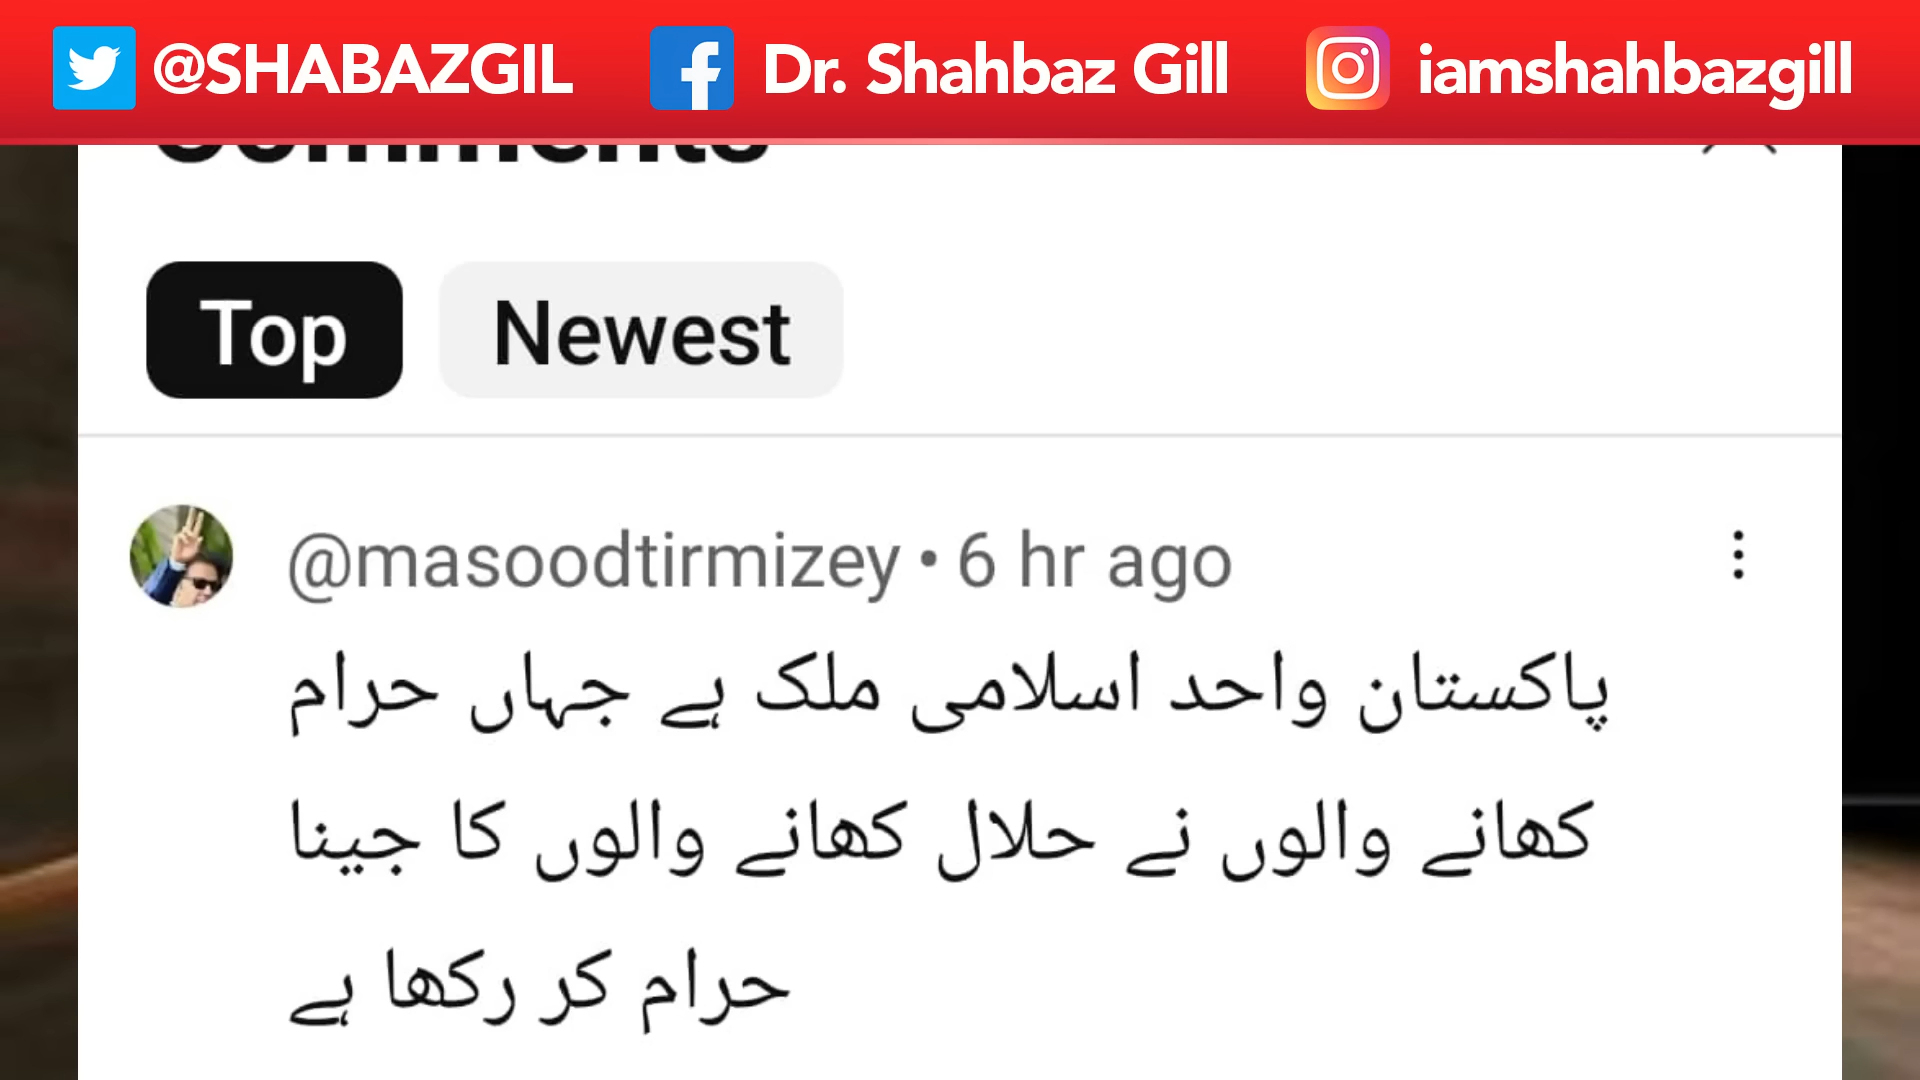 @SHABAZGIL Dr. Shahbaz Gill iamshahbazgill
Comments
Top Newest
@masoodtirmizey • 6 hr ago
پاکستان واحد اسلامی ملک ہے جہاں حرام
کھانے والوں نے حلال کھانے والوں کا جینا
حرام کر رکھا ہے